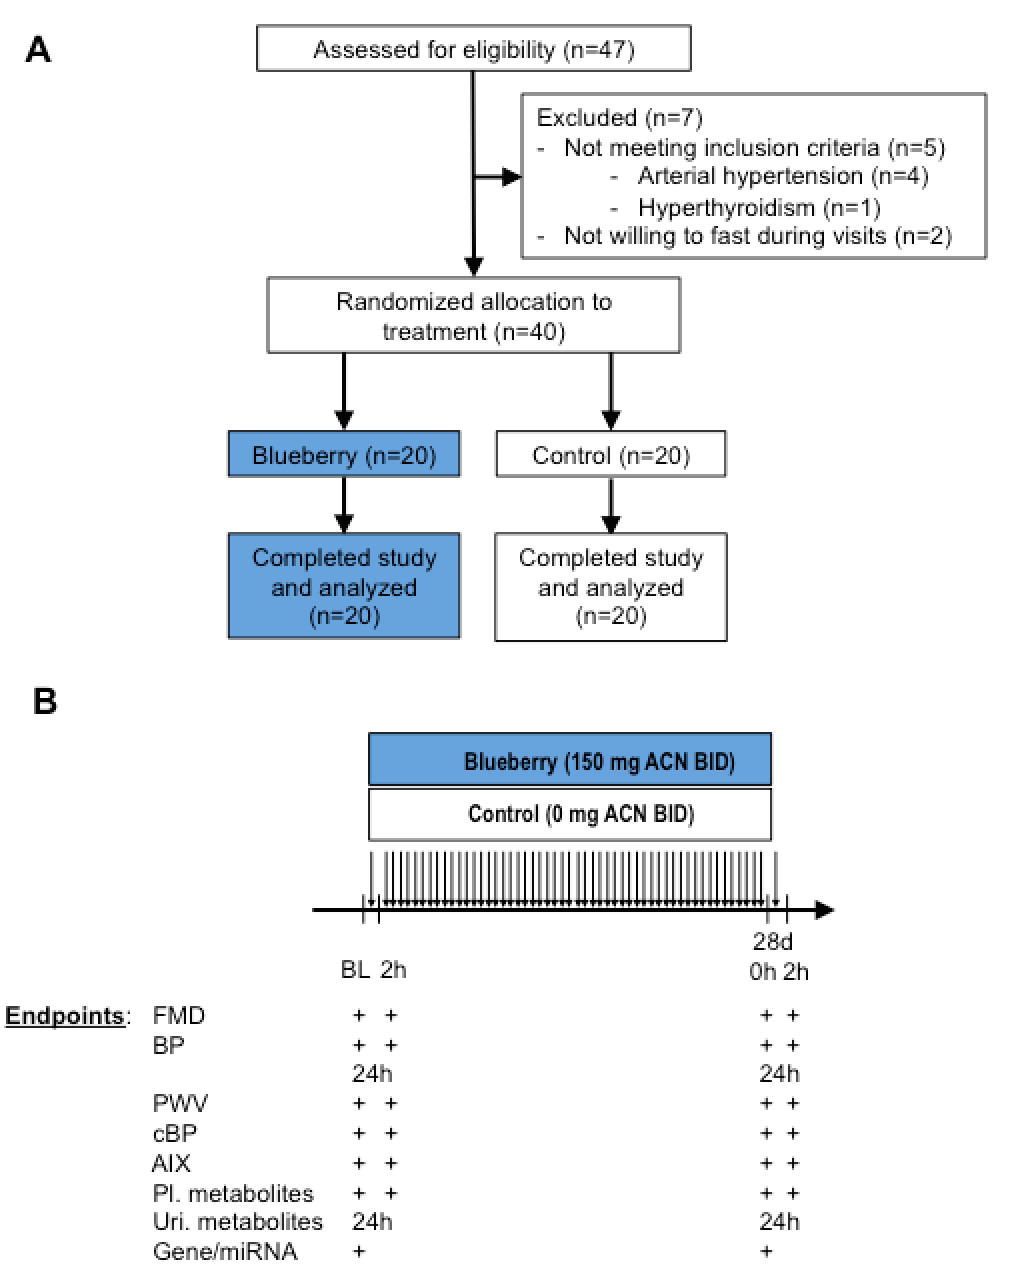 A
Assessed for eligibility (n=47)
Excluded (n=7)
- Not meeting inclusion criteria (n=5)
- Arterial hypertension (n=4)
- Hyperthyroidism (n=1)
- Not willing to fast during visits (n=2)
Randomized allocation to
treatment (n=40)
Blueberry (n=20)
Control (n=20)
Completed study
and analyzed
(n=20)
Completed study
and analyzed
(n=20)
B
Blueberry (150 mg ACN BID)
Control (0 mg ACN BID)
28d
BL 2h 0h 2h
Endpoints: FMD + + + +
BP + + + +
24h 24h
PWV + + + +
cBP + + + +
AIX + + + +
Pl. metabolites + + + +
Uri. metabolites 24h 24h
Gene/miRNA + +